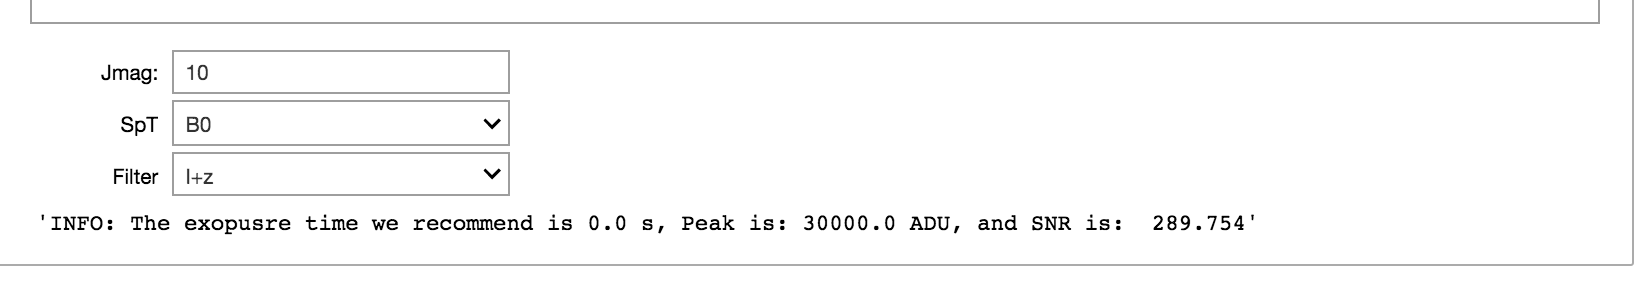 Jmag: 10
SpT B0
Filter I+z
'INFO: The exopusre time we recommend is 0.0 s, Peak is: 30000.0 ADU, and SNR is:  289.754'